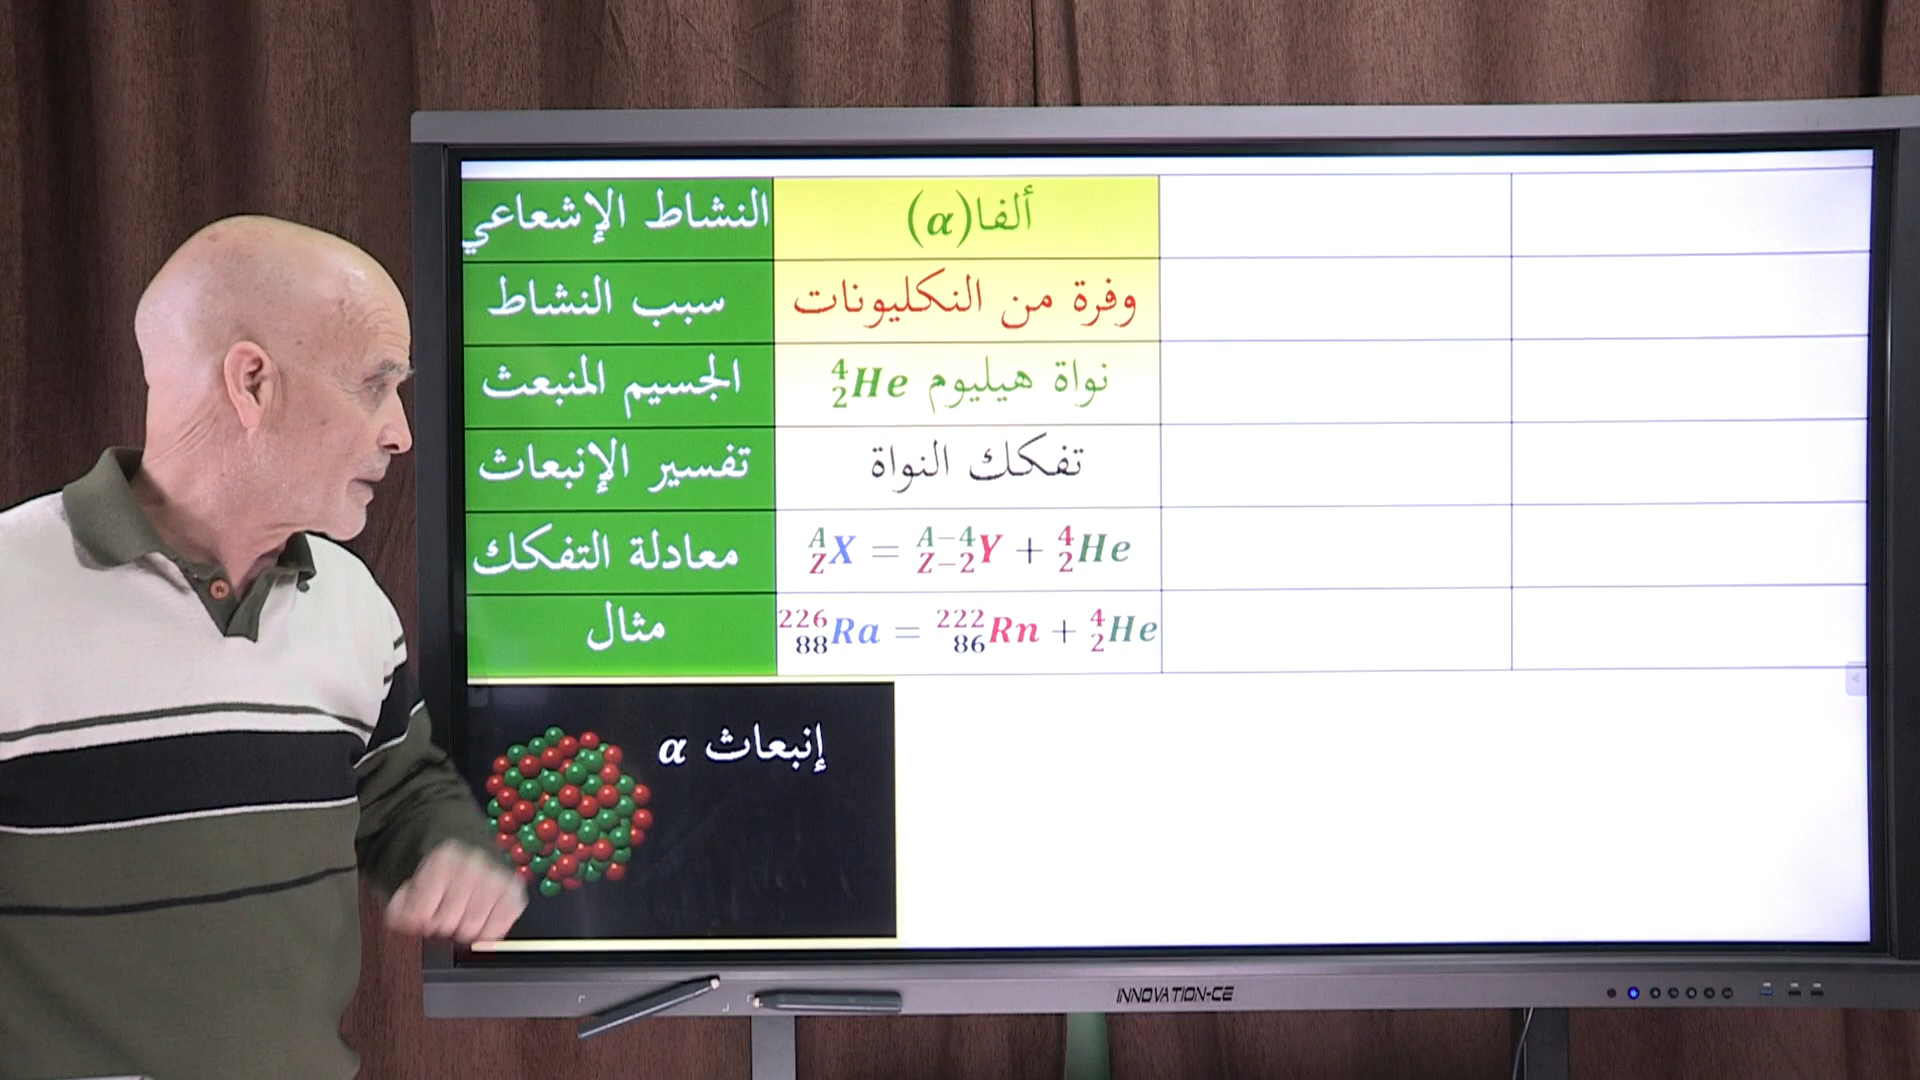 النشاط الإشعاعي
ألفا(α)
سبب النشاط
وفرة من النكليونات
الجسيم المنبعث
نواة هيليوم ⁴₂He
تفسير الإنبعاث
تفكك النواة
معادلة التفكك
ᴬ_Z X = ᴬ⁻⁴_Z₋₂ Y + ⁴₂He
مثال
²²⁶₈₈Ra = ²²²₈₆Rn + ⁴₂He
إنبعاث α
INNOVATION-CE